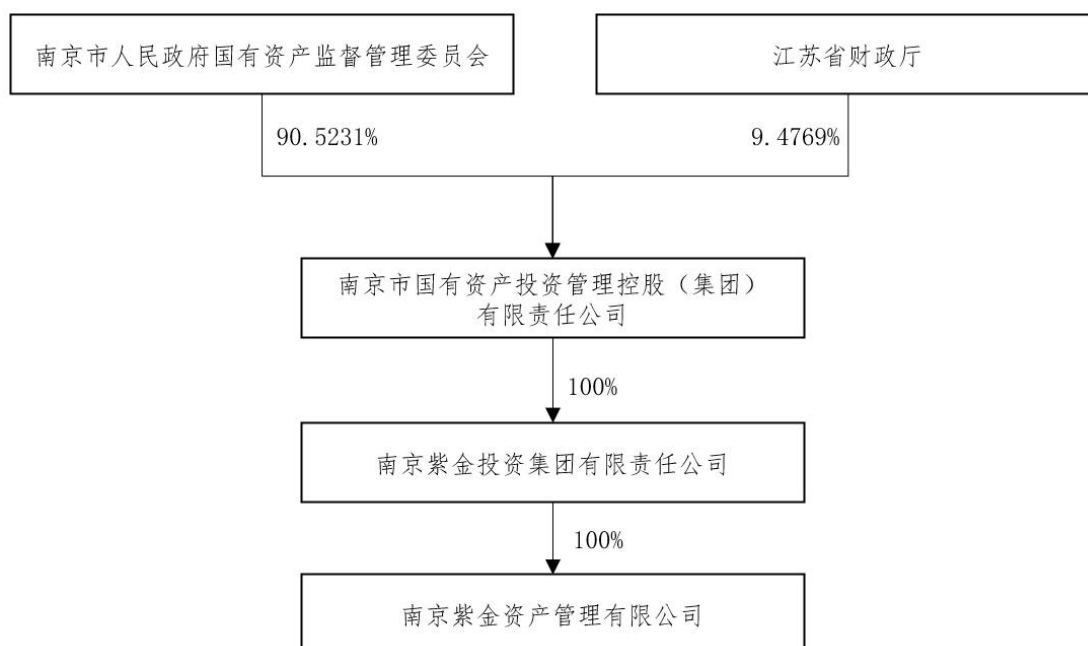 南京市人民政府国有资产监督管理委员会
江苏省财政厅
90.5231%
9.4769%
南京市国有资产投资管理控股（集团）
有限责任公司
100%
南京紫金投资集团有限责任公司
100%
南京紫金资产管理有限公司